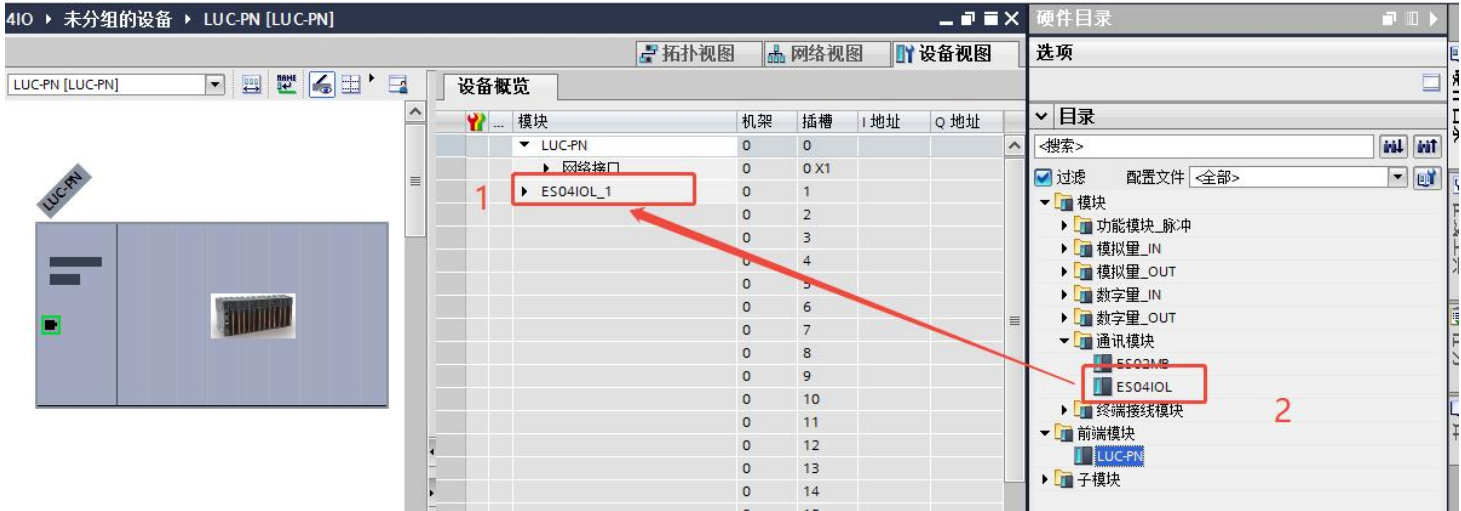 4IO ▸ 未分组的设备 ▸ LUC-PN [LUC-PN]
硬件目录
拓扑视图 网络视图 设备视图
选项
LUC-PN [LUC-PN]
设备概览
目录
... 模块 机架 插槽 I 地址 Q 地址
<搜索>
LUC-PN 0 0
网络接口 0 0 X1
过滤 配置文件 <全部>
1
ES04IOL_1 0 1
0 2
0 3
0 4
0 5
0 6
0 7
0 8
0 9
0 10
0 11
0 12
0 13
0 14
LUC-PN
模块
功能模块_脉冲
模拟量_IN
模拟量_OUT
数字量_IN
数字量_OUT
通讯模块
ES02MB
ES04IOL
终端接线模块
2
前端模块
LUC-PN
子模块